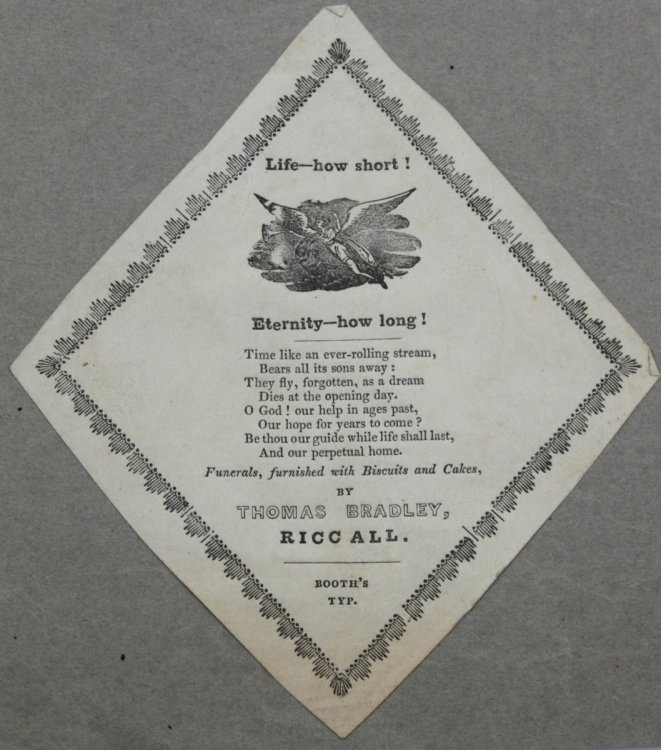 Life—how short!
Eternity—how long!
Time like an ever-rolling stream,
Bears all its sons away:
They fly, forgotten, as a dream
Dies at the opening day.
O God! our help in ages past,
Our hope for years to come?
Be thou our guide while life shall last,
And our perpetual home.
Funerals, furnished with Biscuits and Cakes,
BY
THOMAS BRADLEY,
RICCALL.
BOOTH'S
TYP.